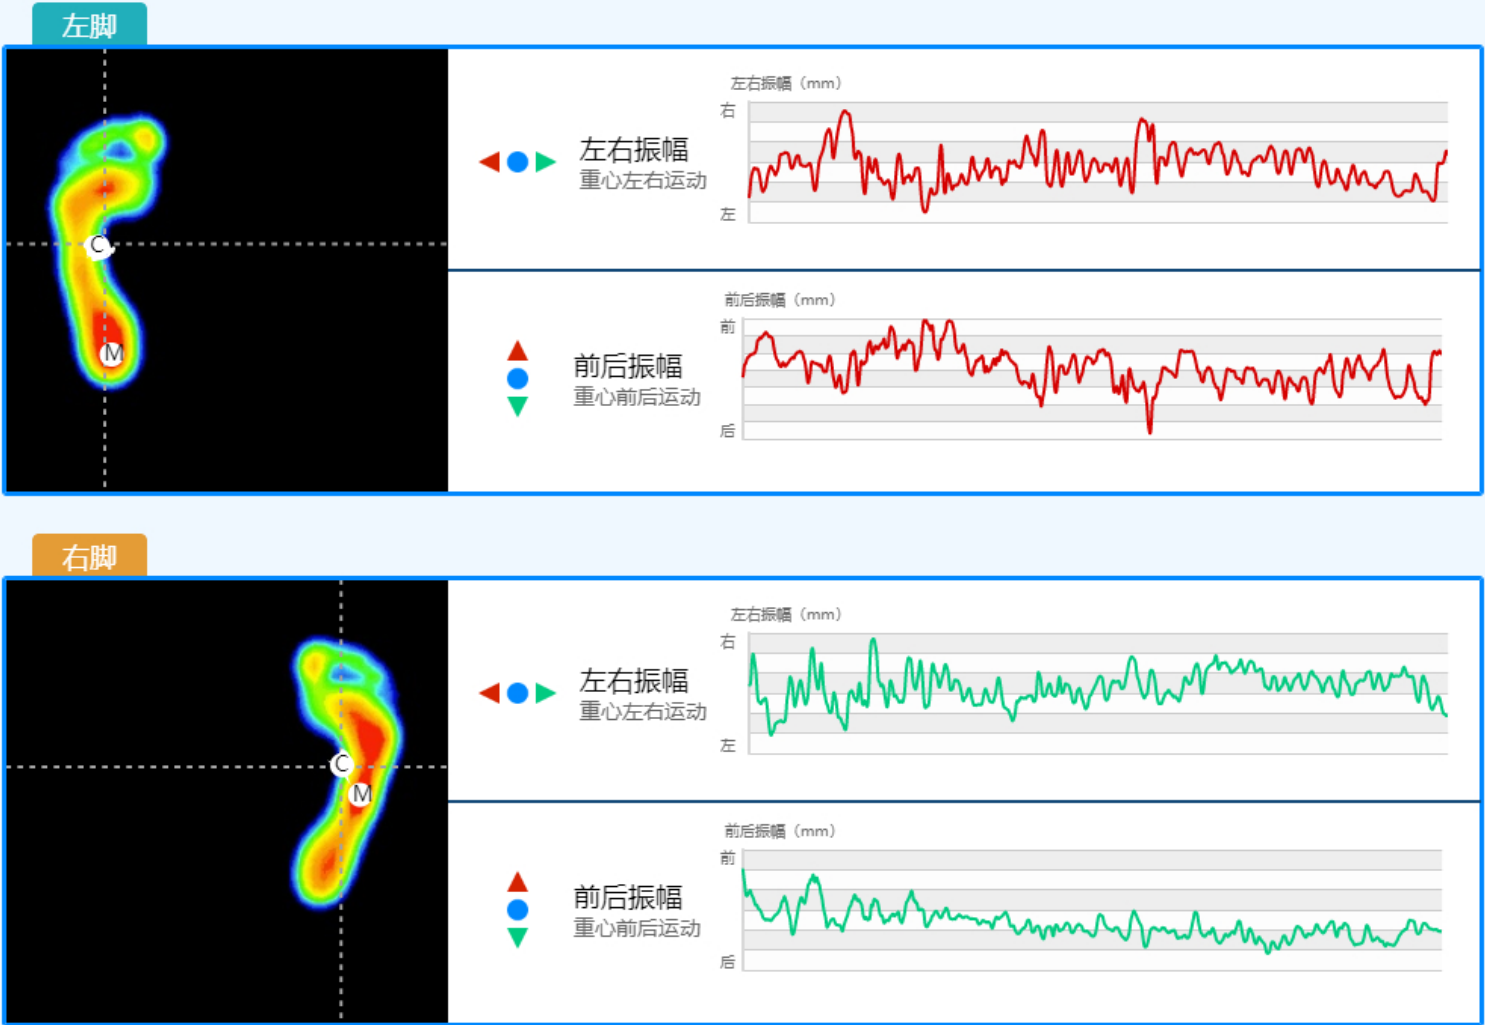 左脚
左右振幅（mm）
右
左右振幅
重心左右运动
左
C
M
前后振幅（mm）
前
前后振幅
重心前后运动
后
右脚
左右振幅（mm）
右
左右振幅
重心左右运动
左
C
M
前后振幅（mm）
前
前后振幅
重心前后运动
后